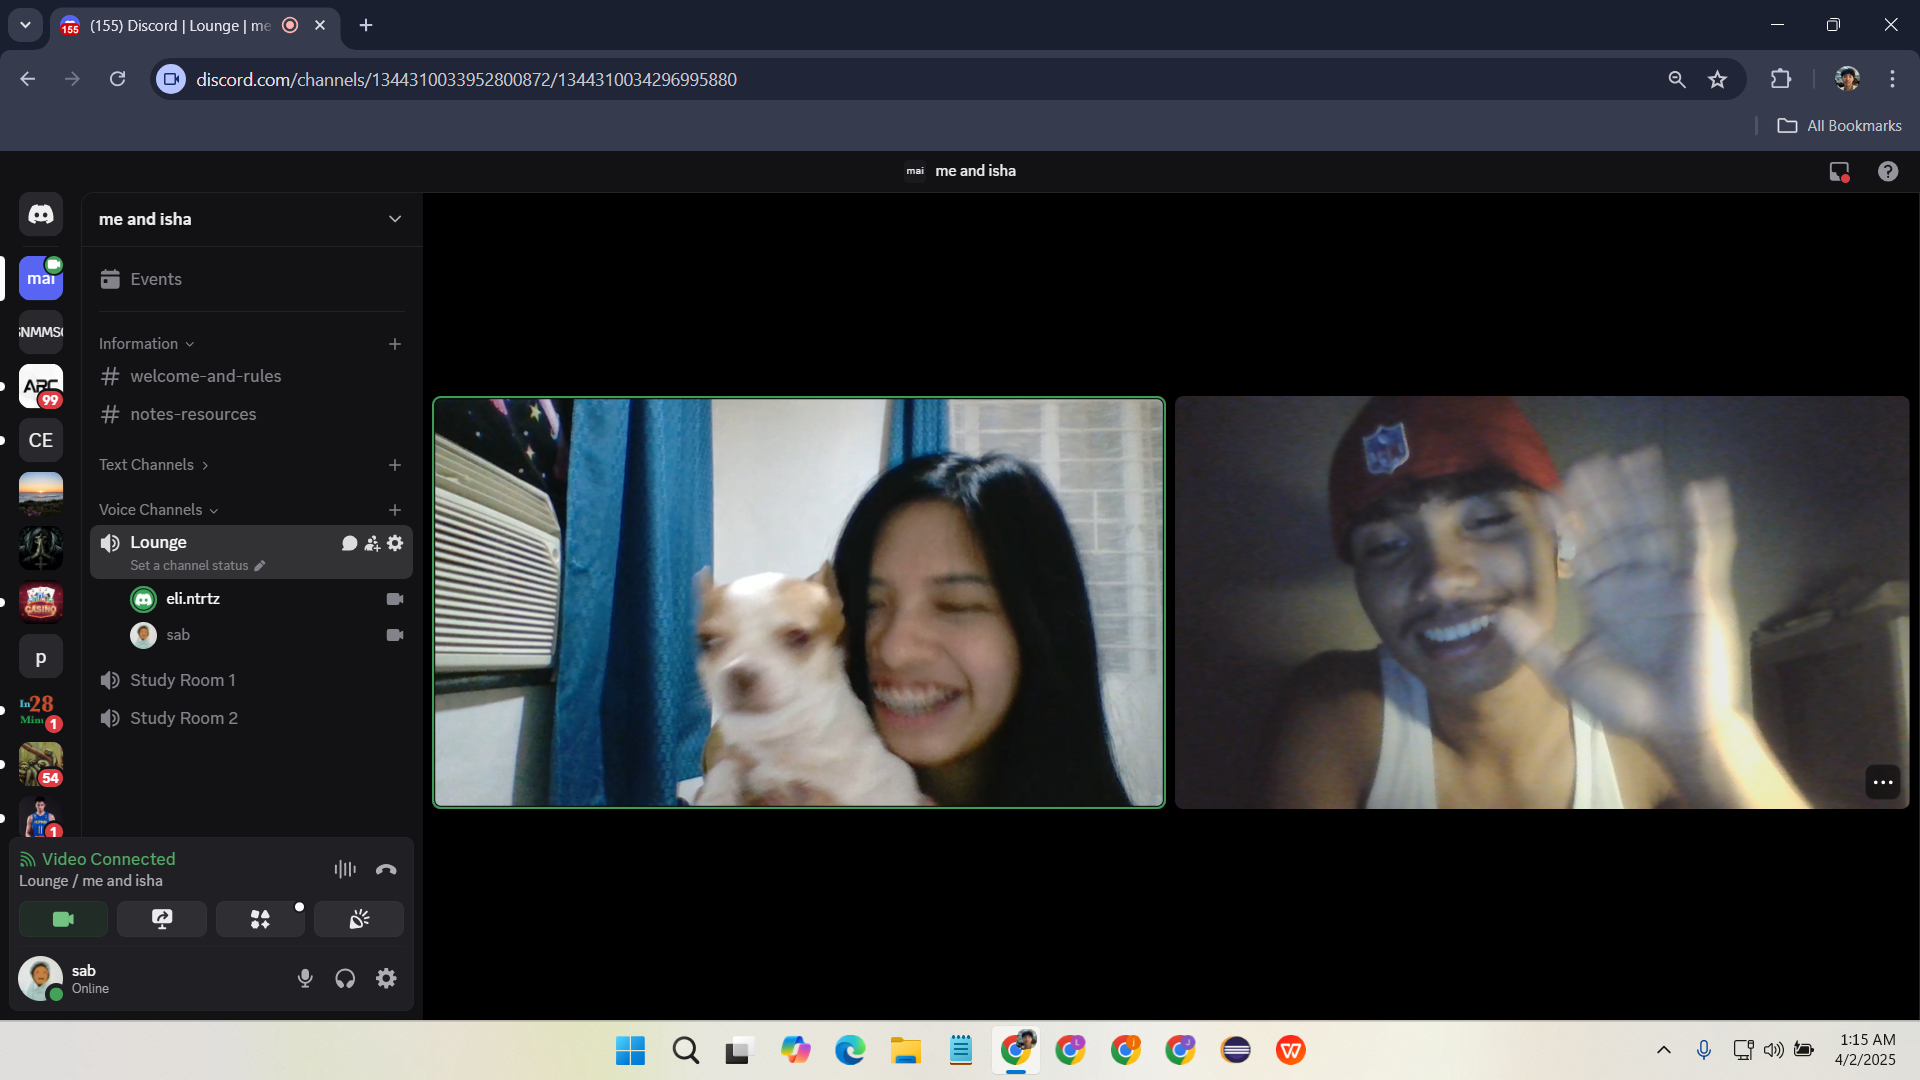 155
(155) Discord | Lounge | me
discord.com/channels/1344310033952800872/1344310034296995880
All Bookmarks
mai me and isha
me and isha
mai
Events
NMMS
Information
welcome-and-rules
ARC
99
notes-resources
CE
Text Channels
Voice Channels
Lounge
Set a channel status
eli.ntrtz
CASINO
sab
p
Study Room 1
In28
Min
1
Study Room 2
54
11
1
Video Connected
Lounge / me and isha
sab
Online
L
J
J
W
1:15 AM
4/2/2025